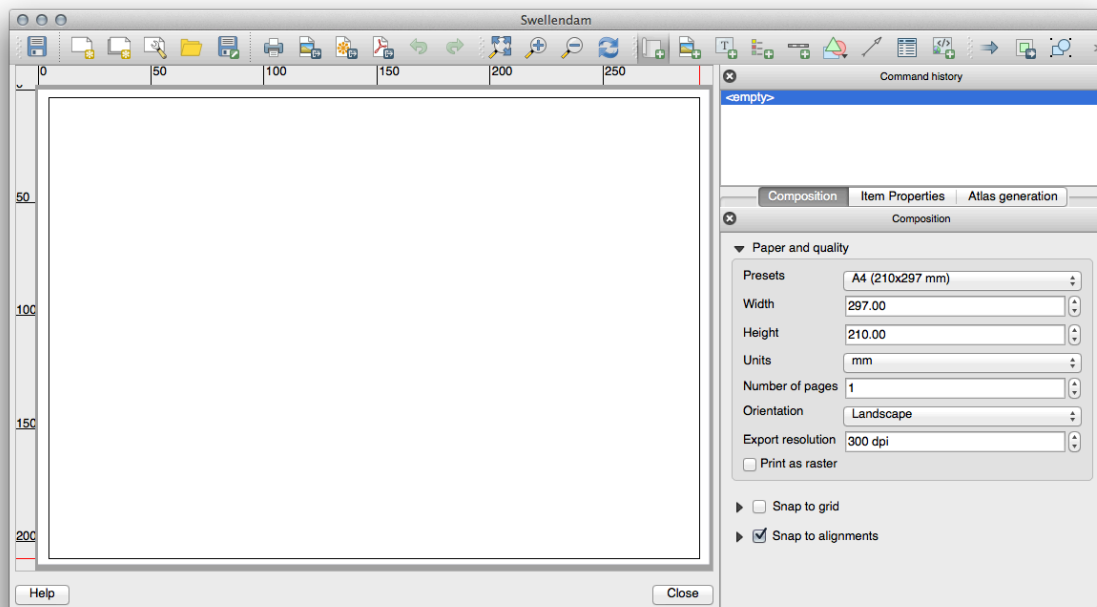 Swellendam
0 50 100 150 200 250
Command history
0
<empty>
50
Composition Item Properties Atlas generation
Composition
Paper and quality
Presets A4 (210x297 mm)
Width 297.00
100
Height 210.00
Units mm
Number of pages 1
Orientation Landscape
150
Export resolution 300 dpi
Print as raster
Snap to grid
200
Snap to alignments
Help Close